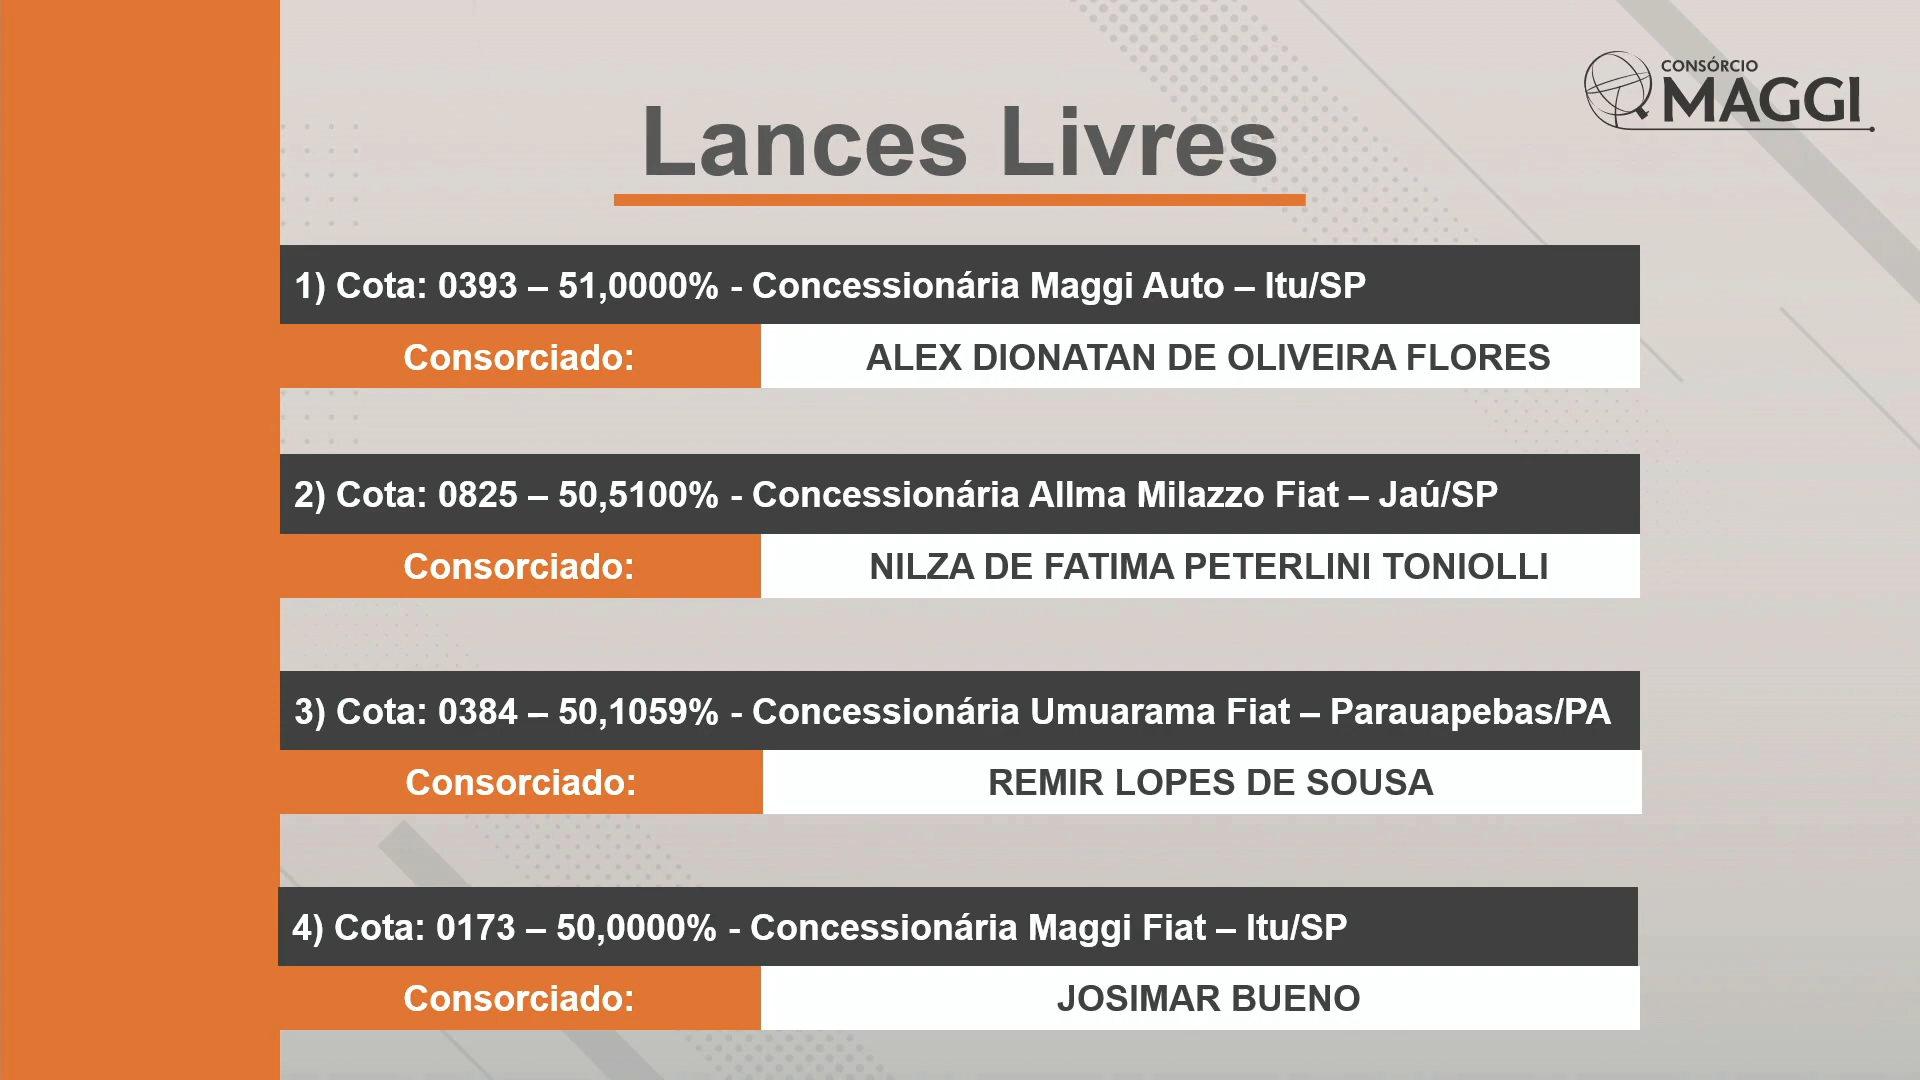 CONSÓRCIO
MAGGI
Lances Livres
1) Cota: 0393 – 51,0000% - Concessionária Maggi Auto – Itu/SP
Consorciado: ALEX DIONATAN DE OLIVEIRA FLORES
2) Cota: 0825 – 50,5100% - Concessionária Allma Milazzo Fiat – Jaú/SP
Consorciado: NILZA DE FATIMA PETERLINI TONIOLLI
3) Cota: 0384 – 50,1059% - Concessionária Umuarama Fiat – Parauapebas/PA
Consorciado: REMIR LOPES DE SOUSA
4) Cota: 0173 – 50,0000% - Concessionária Maggi Fiat – Itu/SP
Consorciado: JOSIMAR BUENO